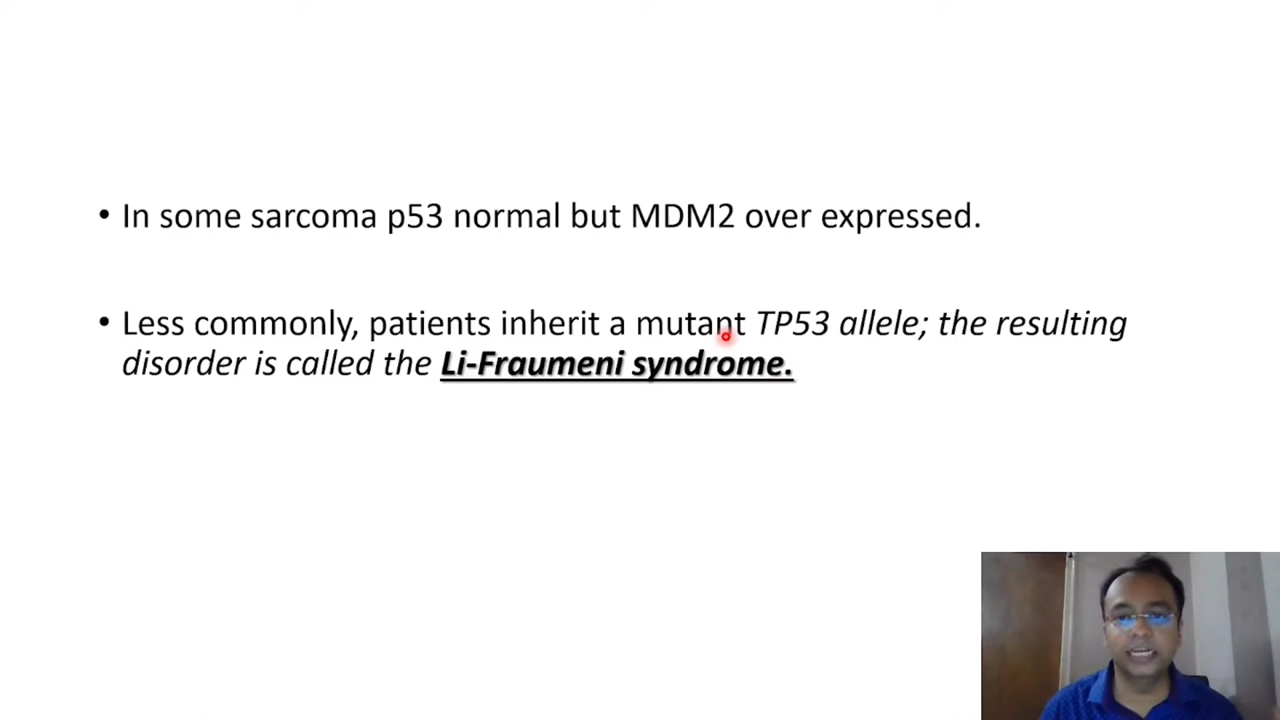 • In some sarcoma p53 normal but MDM2 over expressed.
• Less commonly, patients inherit a mutant TP53 allele; the resulting
disorder is called the Li-Fraumeni syndrome.